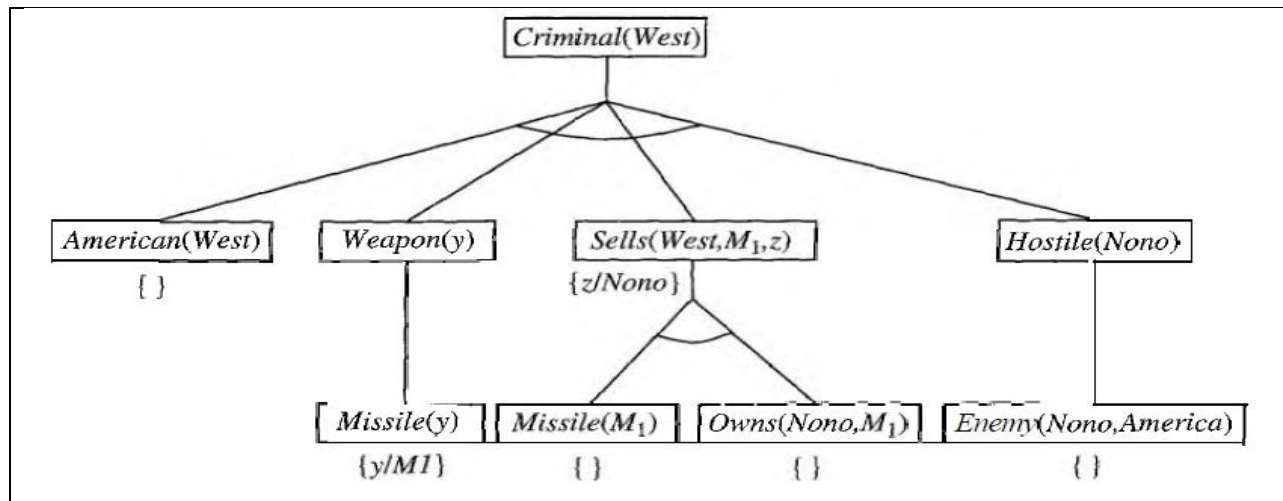 Criminal(West)
American(West) Weapon(y) Sells(West,M₁,z) Hostile(Nono)
{ } {z/Nono}
Missile(y) Missile(M₁) Owns(Nono,M₁) Enemy(Nono,America)
{y/M1} { } { } { }